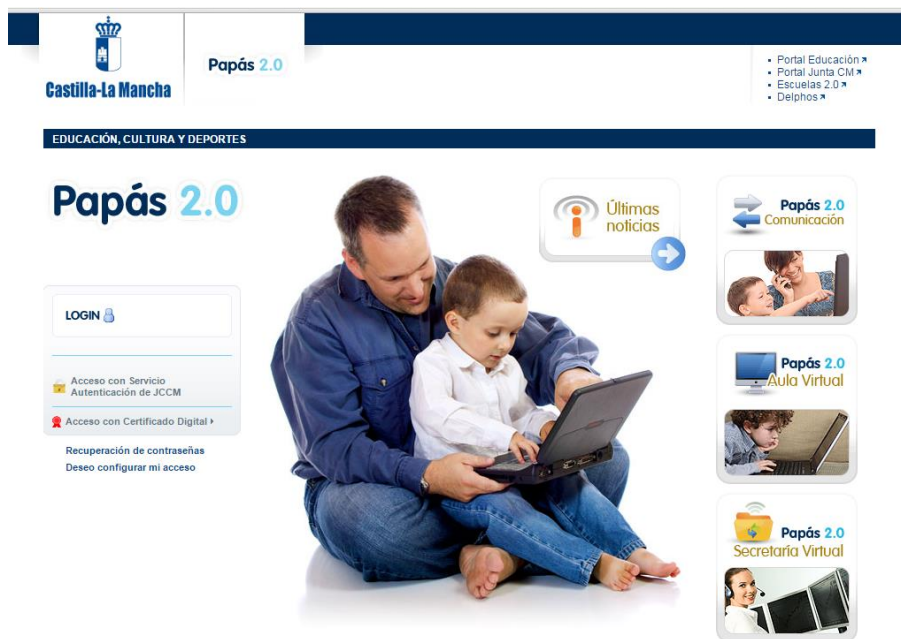 Castilla-La Mancha
Papás 2.0
Portal Educación
Portal Junta CM
Escuelas 2.0
Delphos
EDUCACIÓN, CULTURA Y DEPORTES
Papás 2.0
LOGIN
Acceso con Servicio
Autenticación de JCCM
Acceso con Certificado Digital
Recuperación de contraseñas
Deseo configurar mi acceso
Últimas
noticias
Papás 2.0
Comunicación
Papás 2.0
Aula Virtual
Papás 2.0
Secretaría Virtual